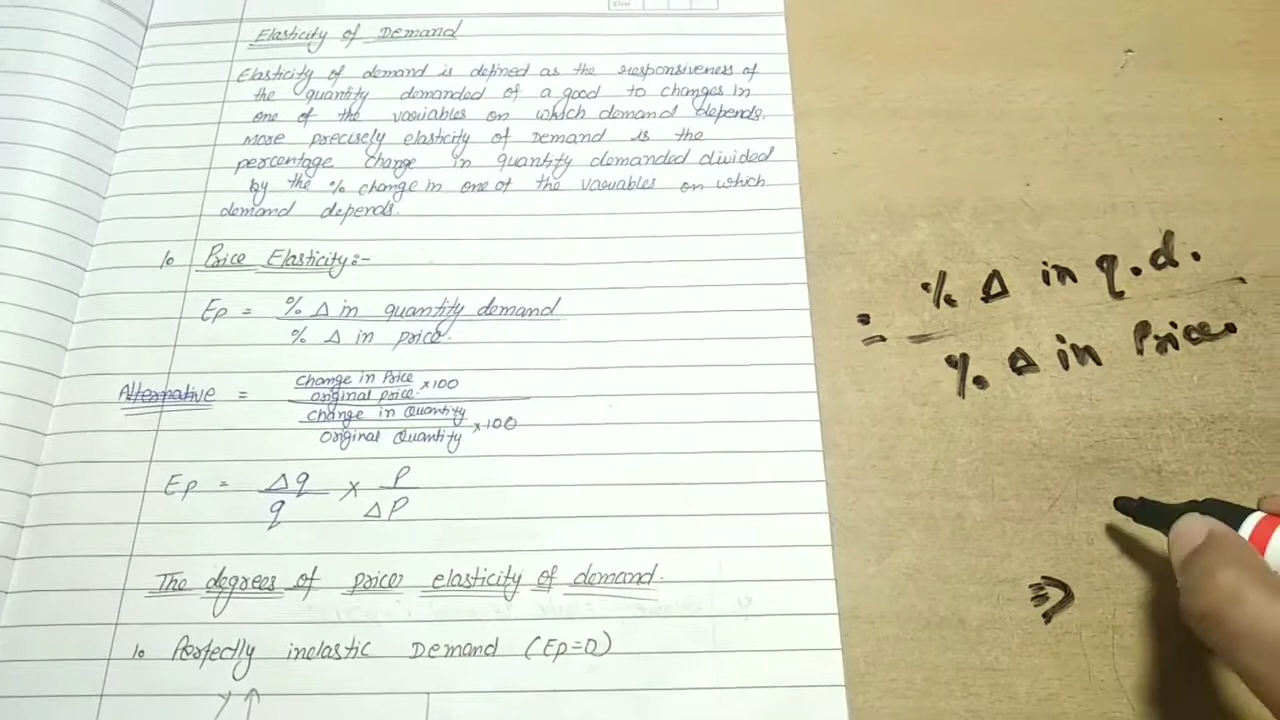 Elasticity of Demand
Elasticity of demand is defined as the responsiveness of
the quantity demanded of a good to changes in
one of the variables on which demand depends.
more precisely elasticity of Demand is the
percentage change in quantity demanded divided
by the % change in one of the variables on which
demand depends.
1. Price Elasticity:-
Ep = % Δ in quantity demand
% Δ in price.
Alternative = change in Price / original price. ×100
change in Quantity / original Quantity ×100
Ep = Δq / q × P / ΔP
The degrees of price elasticity of demand.
1. Perfectly inelastic Demand (Ep=0)
Y ↑
= % Δ in q.d.
% Δ in Price.
⇒